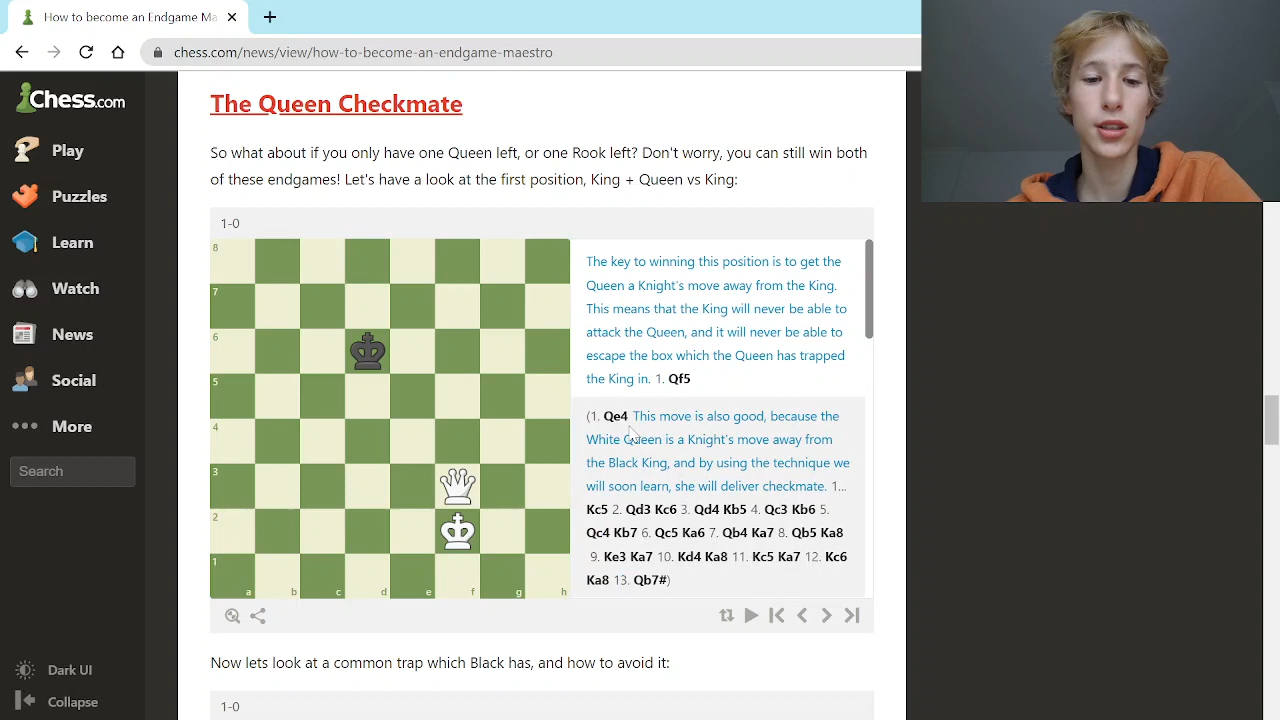 How to become an Endgame Ma
chess.com/news/view/how-to-become-an-endgame-maestro
Chess.com
Play
Puzzles
Learn
Watch
News
Social
More
Search
Dark UI
Collapse
The Queen Checkmate
So what about if you only have one Queen left, or one Rook left? Don't worry, you can still win both
of these endgames! Let's have a look at the first position, King + Queen vs King:
1-0
8
7
6
5
4
3
2
1
a b c d e f g h
The key to winning this position is to get the
Queen a Knight's move away from the King.
This means that the King will never be able to
attack the Queen, and it will never be able to
escape the box which the Queen has trapped
the King in. 1. Qf5
(1. Qe4 This move is also good, because the
White Queen is a Knight's move away from
the Black King, and by using the technique we
will soon learn, she will deliver checkmate. 1...
Kc5 2. Qd3 Kc6 3. Qd4 Kb5 4. Qc3 Kb6 5.
Qc4 Kb7 6. Qc5 Ka6 7. Qb4 Ka7 8. Qb5 Ka8
9. Ke3 Ka7 10. Kd4 Ka8 11. Kc5 Ka7 12. Kc6
Ka8 13. Qb7#)
Now lets look at a common trap which Black has, and how to avoid it:
1-0